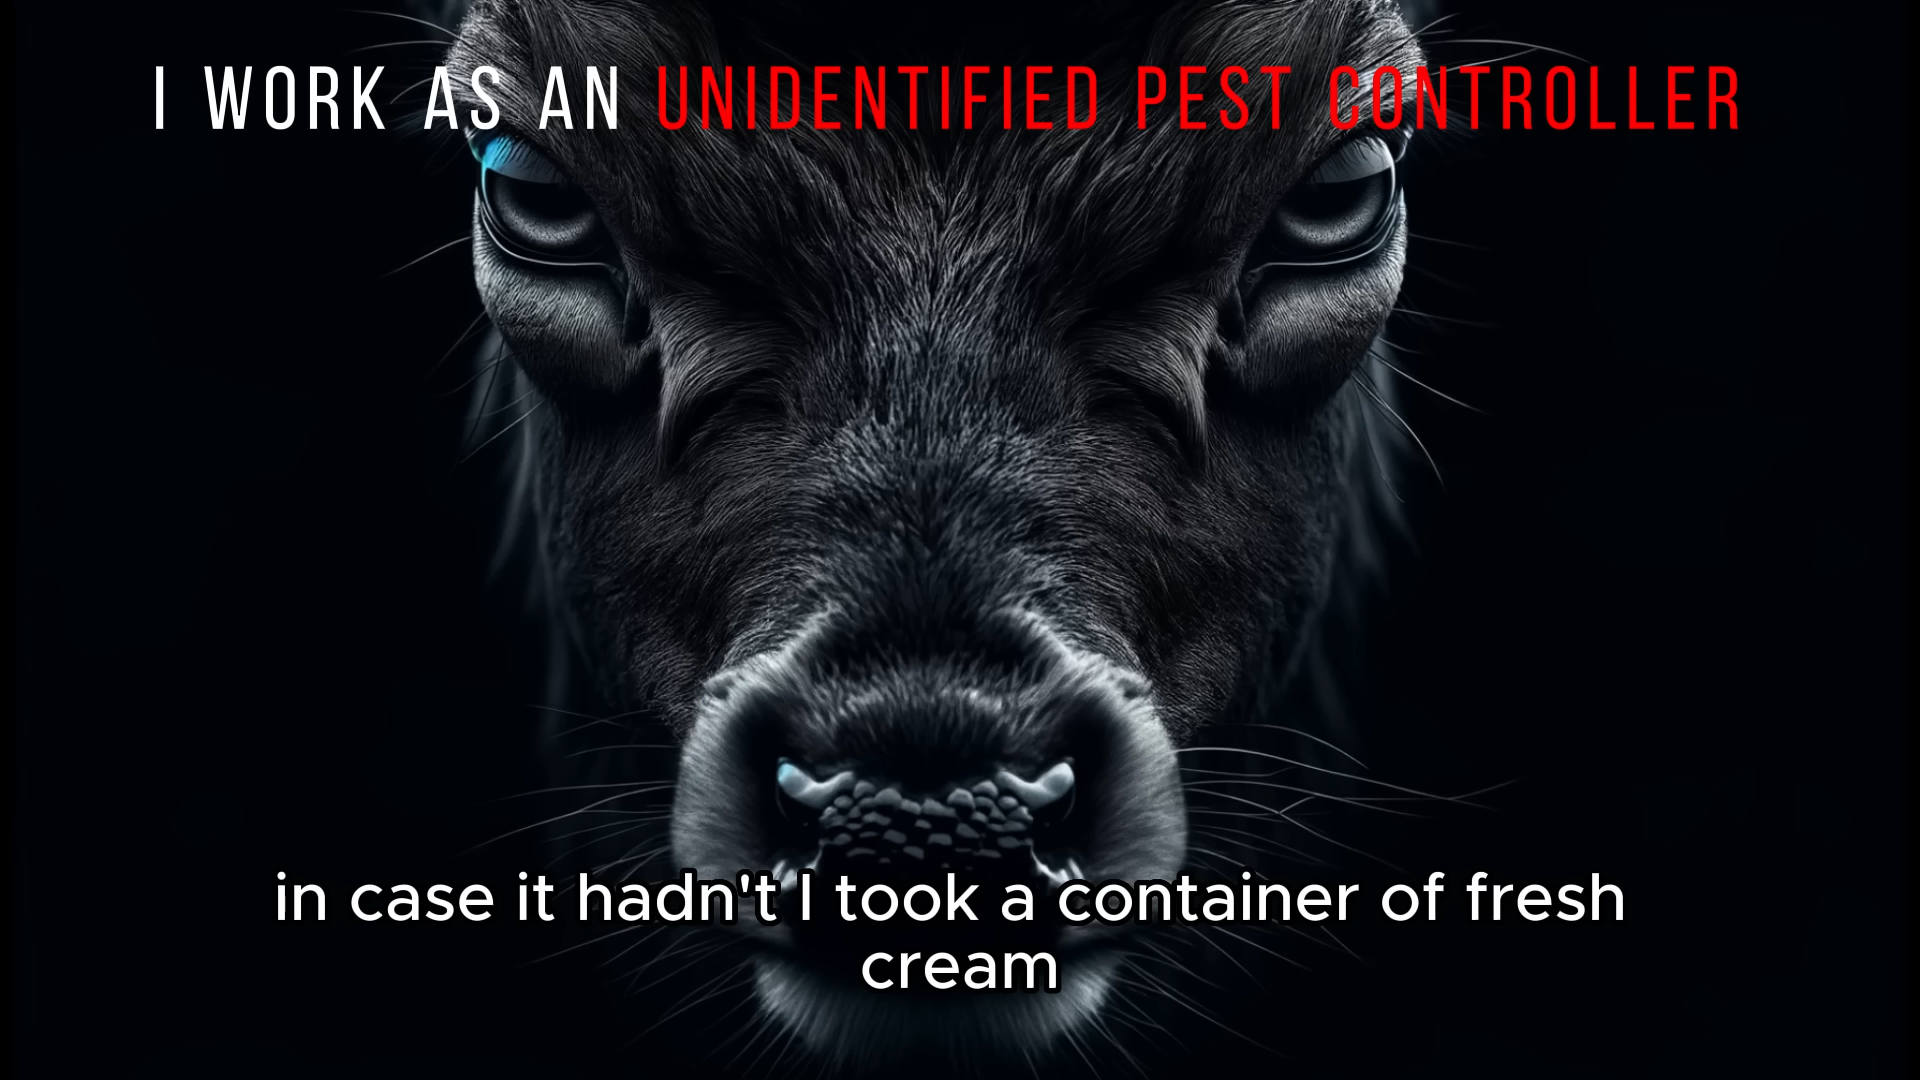 I WORK AS AN UNIDENTIFIED PEST CONTROLLER
in case it hadn't I took a container of fresh
cream